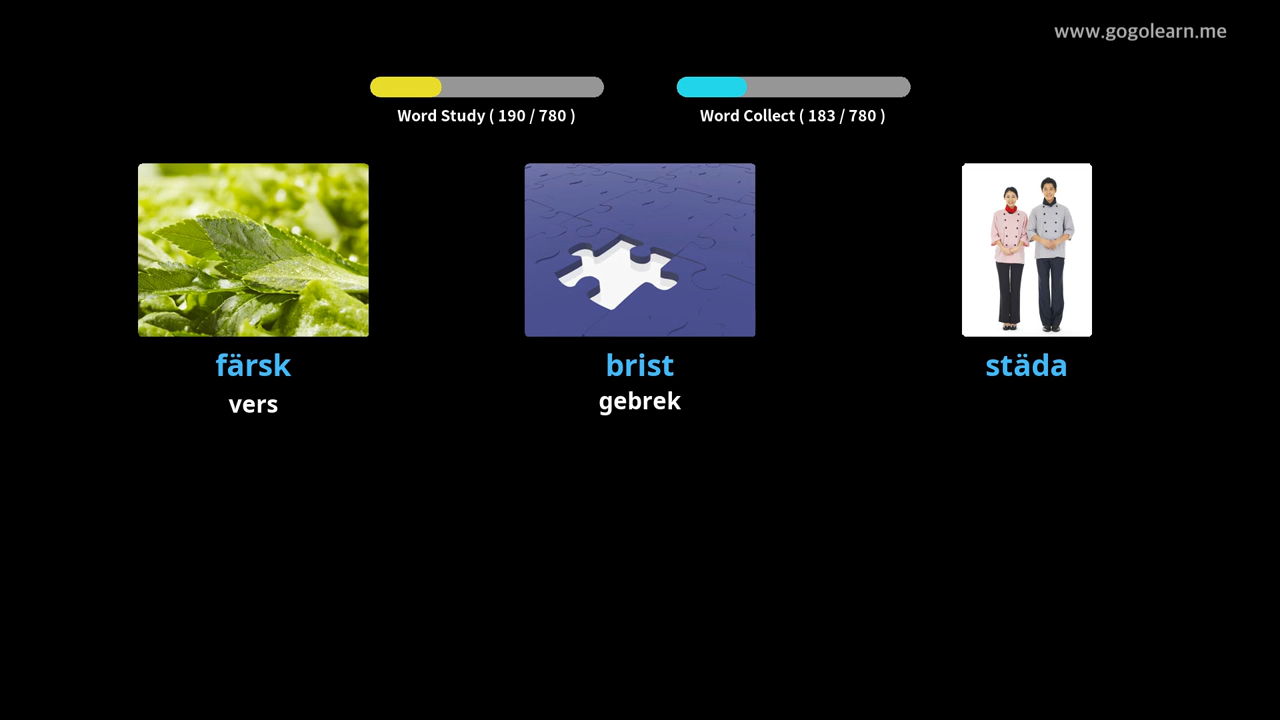 www.gogolearn.me
Word Study ( 190 / 780 )
Word Collect ( 183 / 780 )
färsk
vers
brist
gebrek
städa